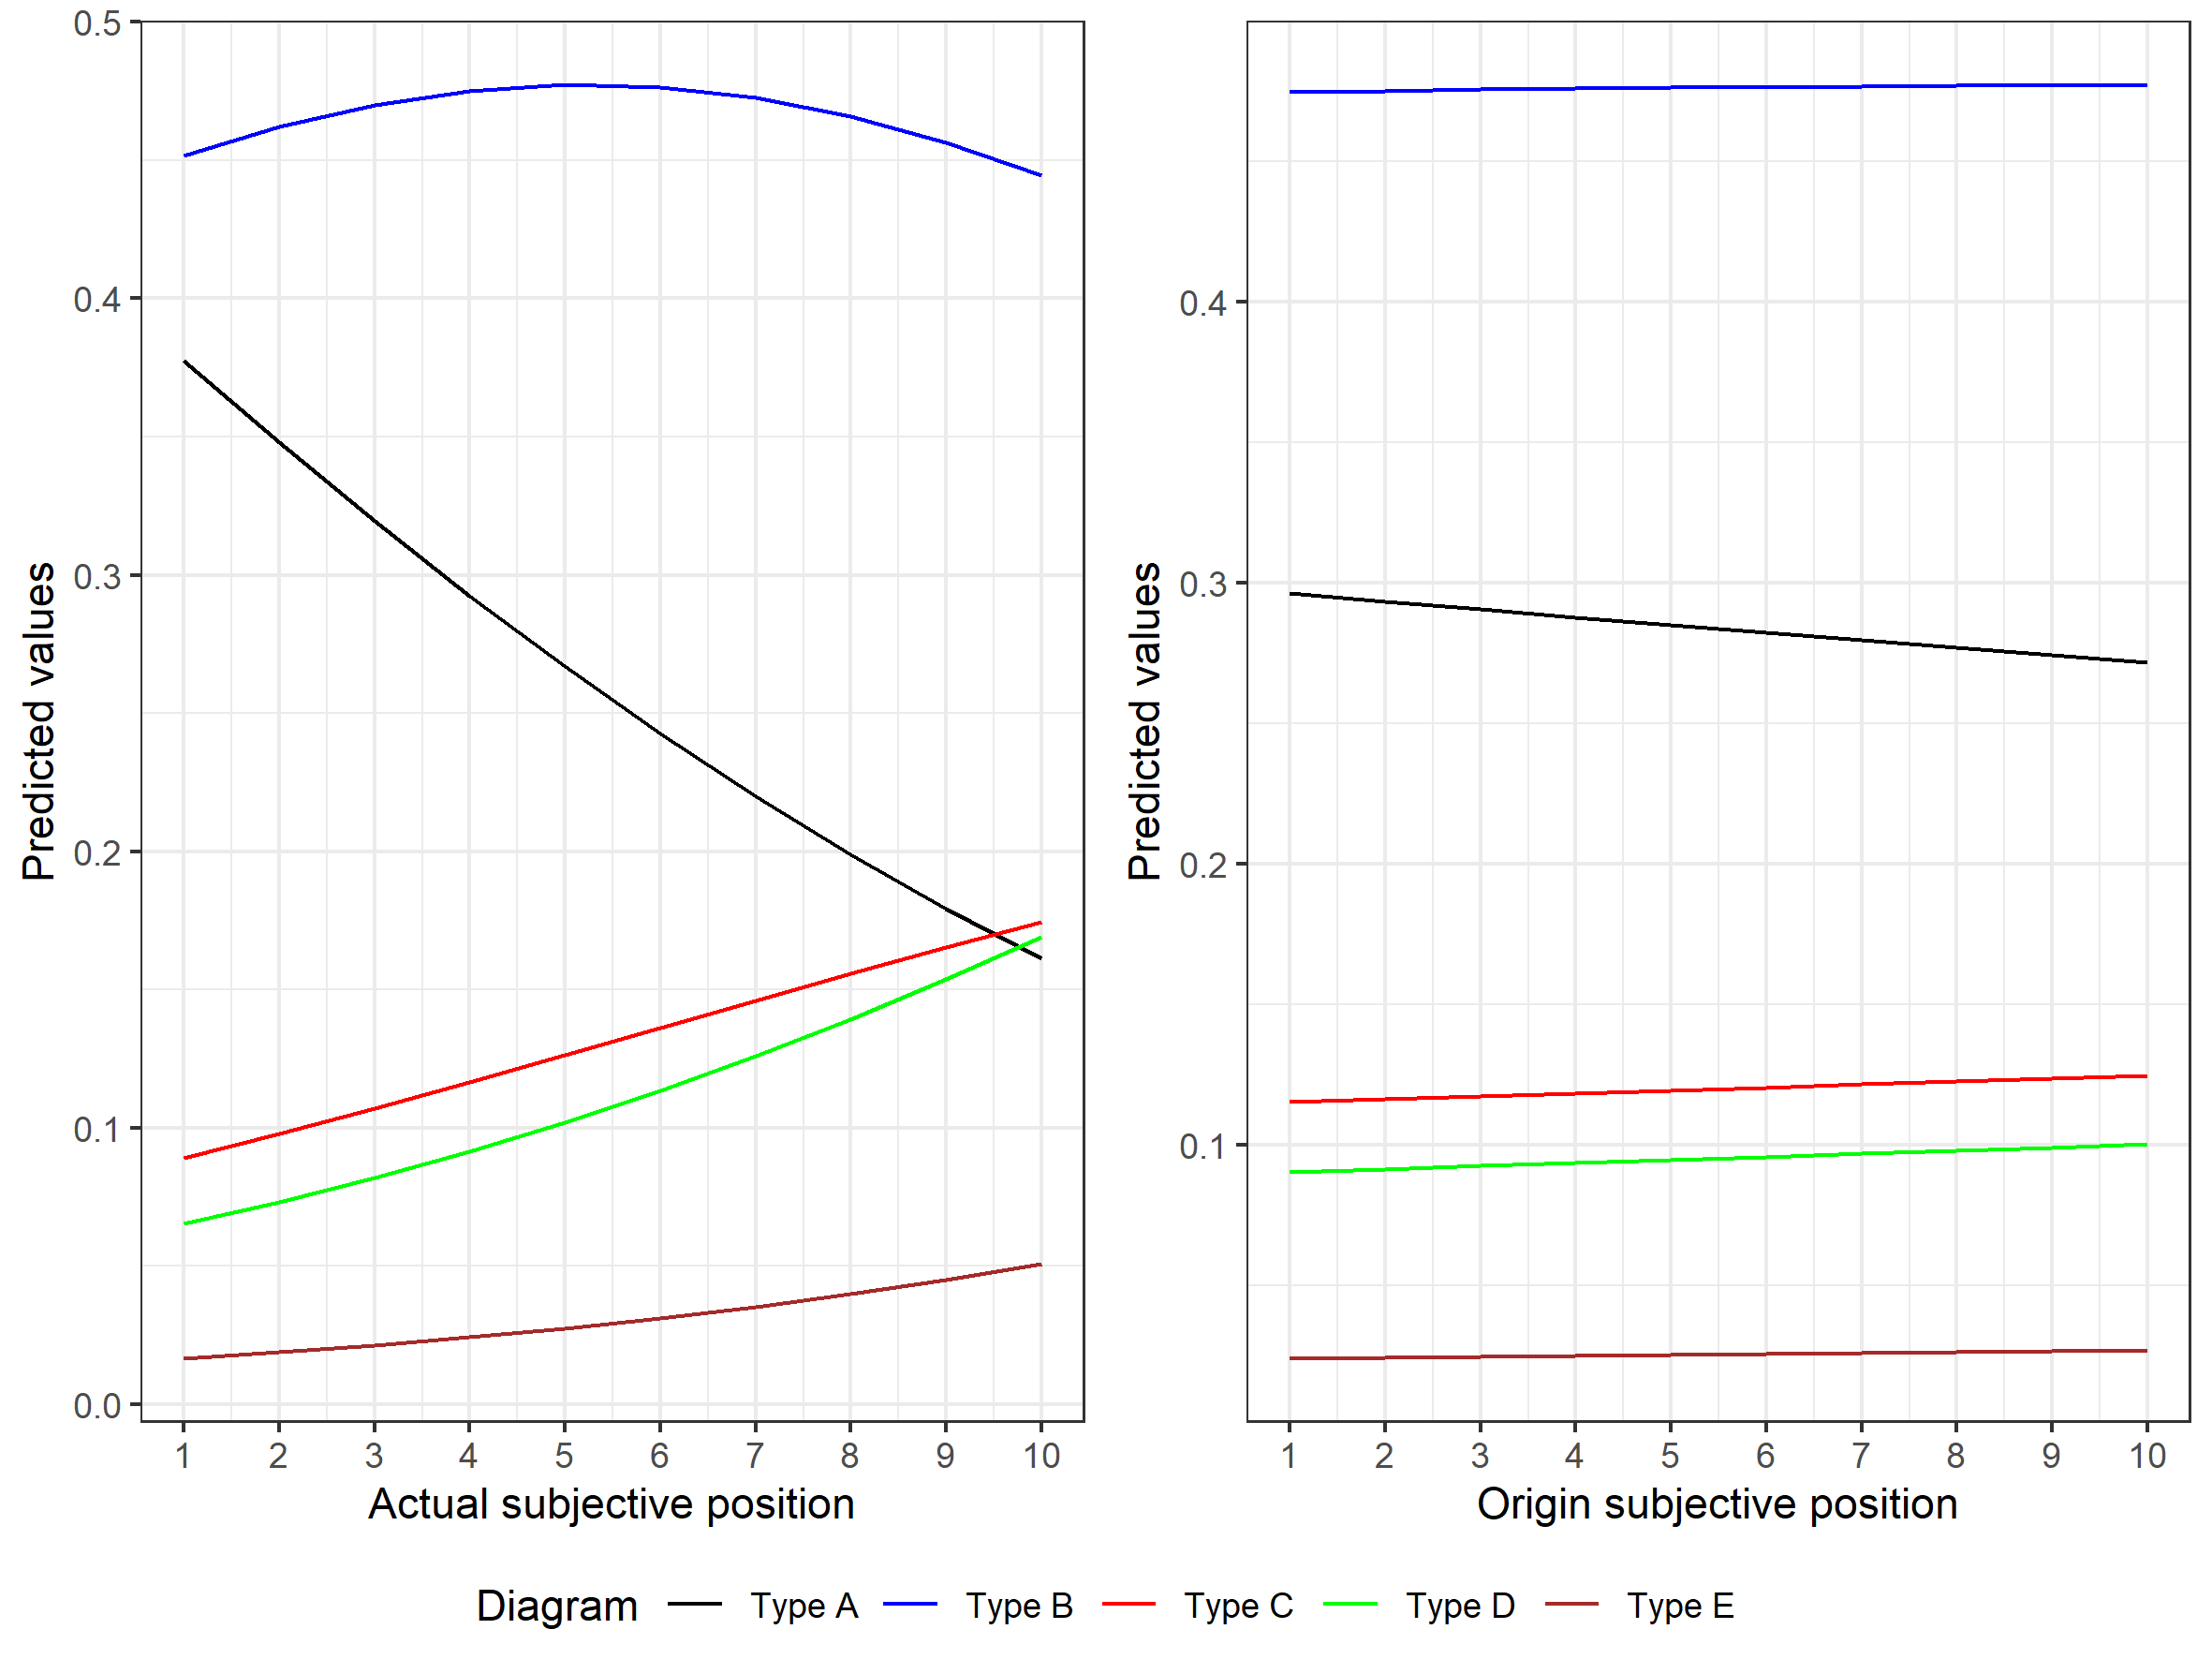 Predicted values
0.5
0.4
0.3
0.2
0.1
0.0
1 2 3 4 5 6 7 8 9 10
Actual subjective position
Predicted values
0.4
0.3
0.2
0.1
1 2 3 4 5 6 7 8 9 10
Origin subjective position
Diagram Type A Type B Type C Type D Type E